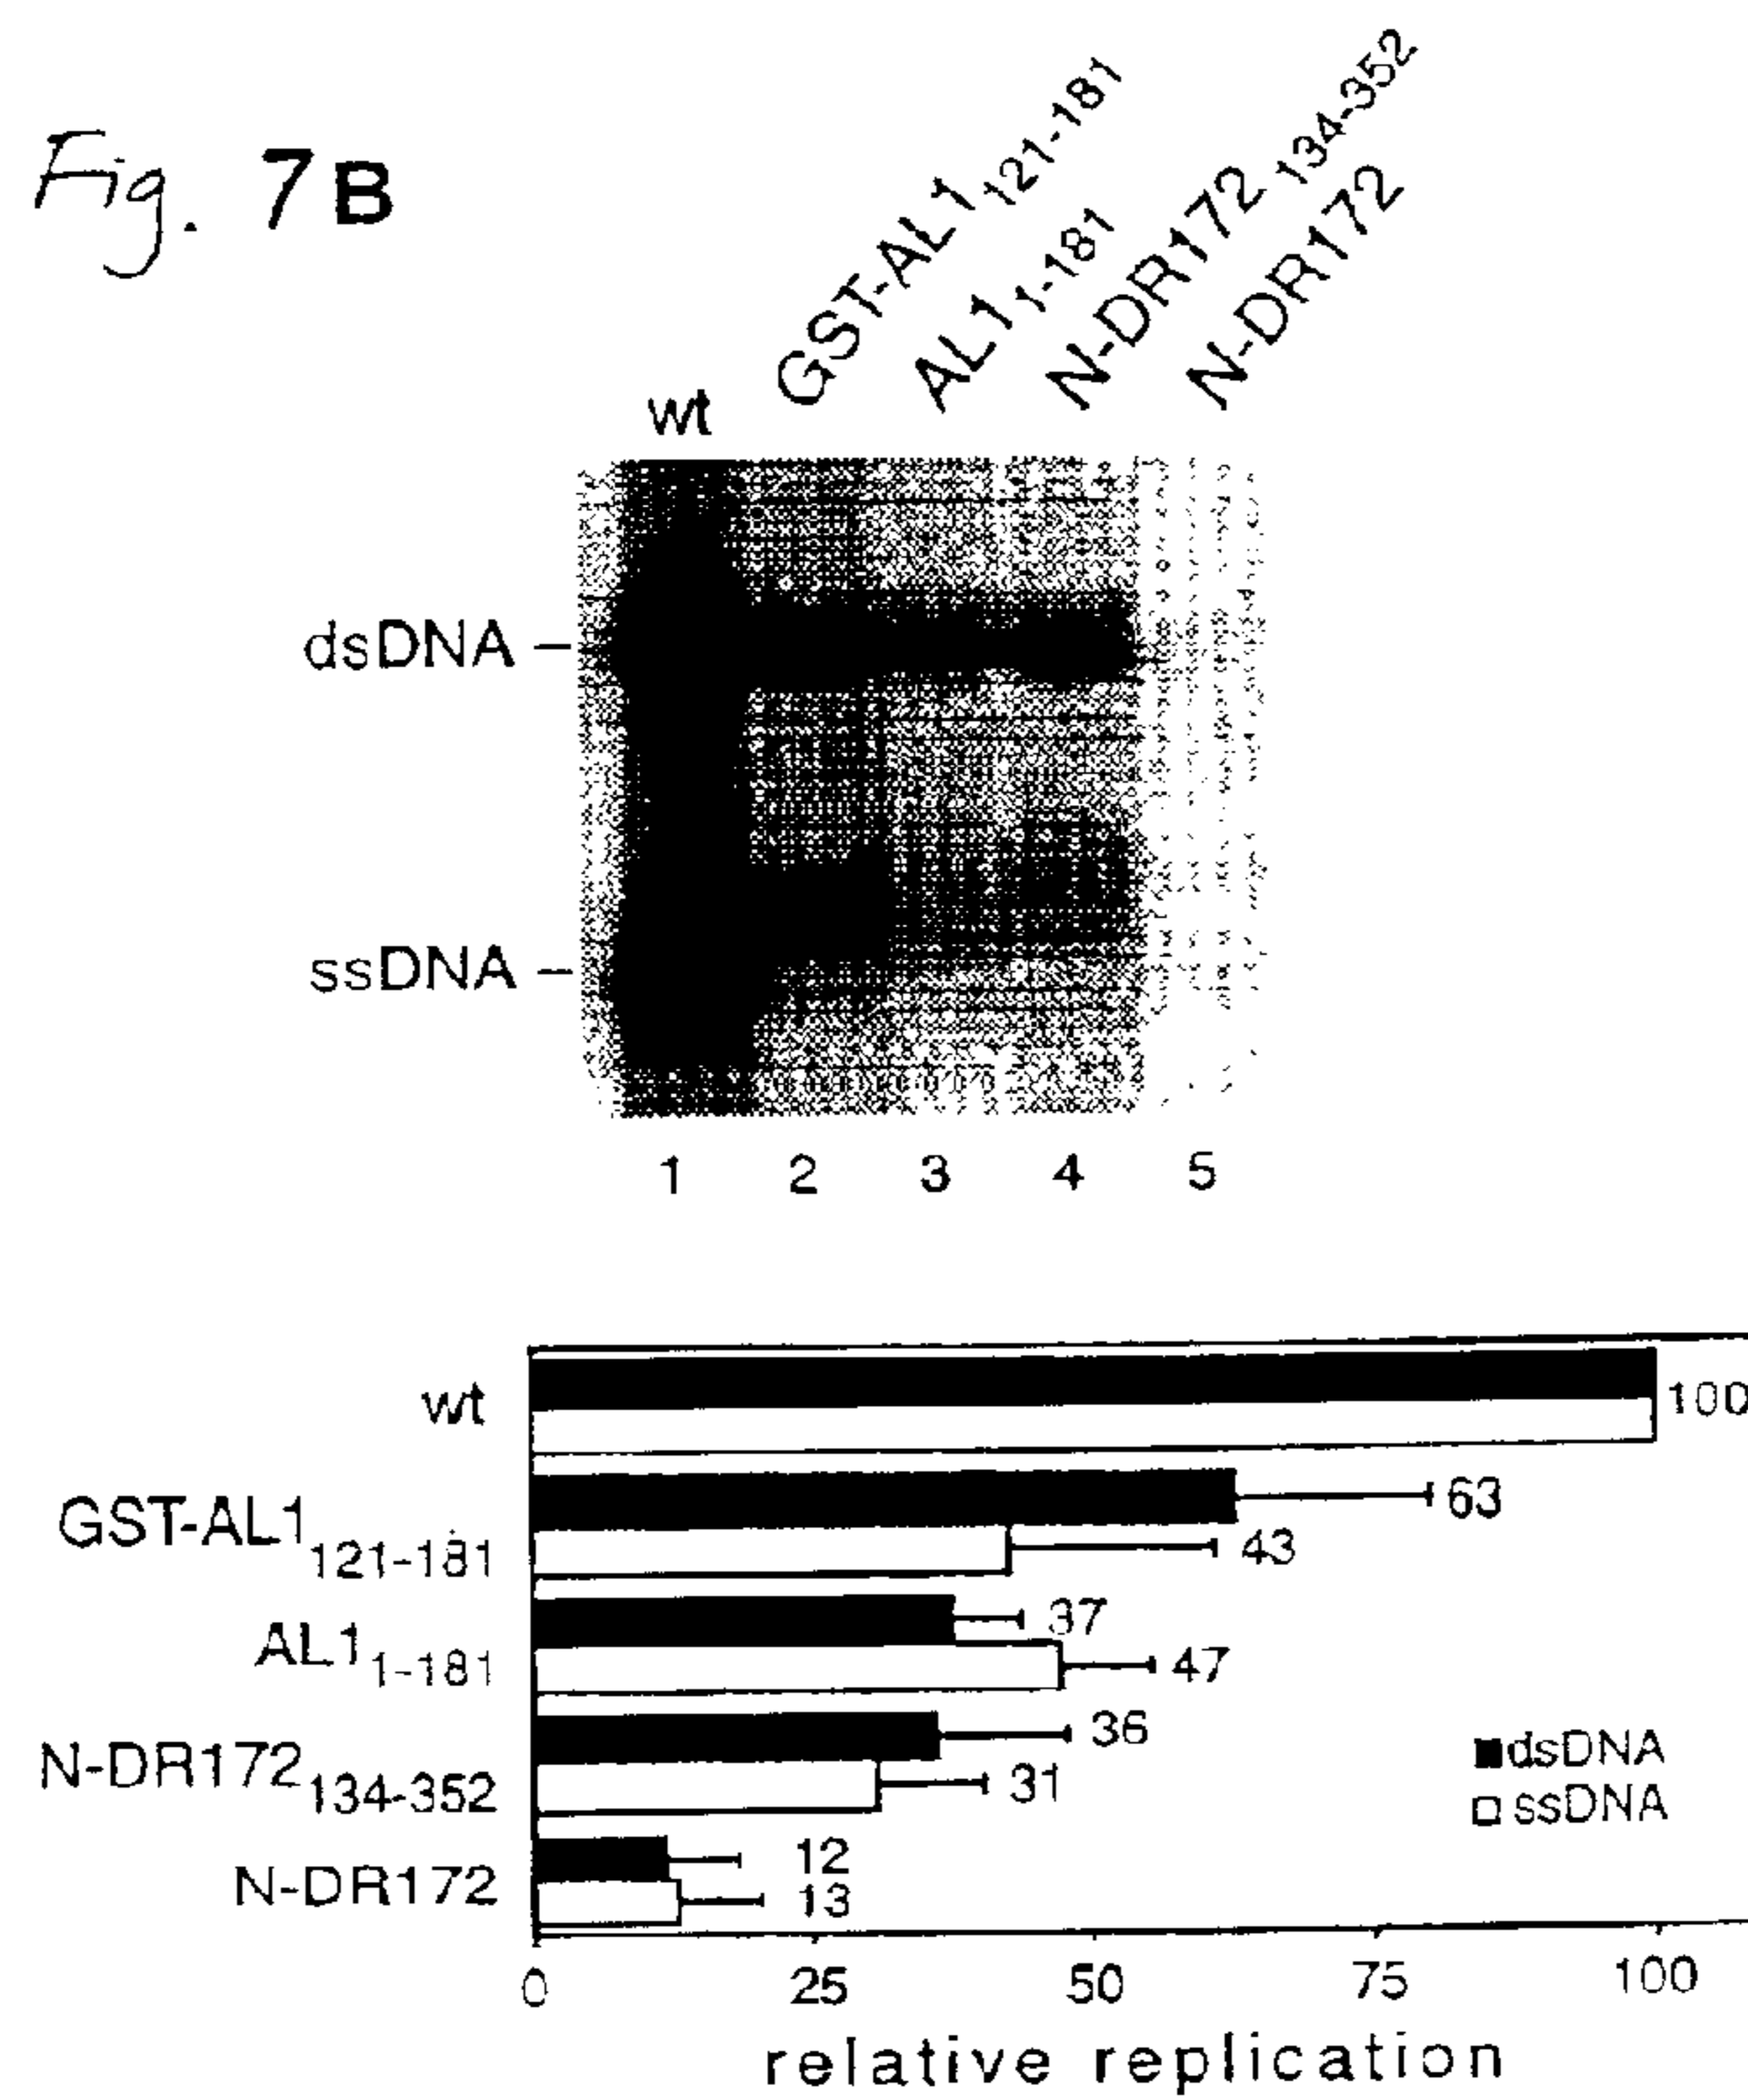 Fig. 7B
wt
GST-AL1121-181
AL11-181
N-DR172134-352
N-DR172
dsDNA
ssDNA
1 2 3 4 5
wt
100
GST-AL1121-181
63
43
AL11-181
37
47
N-DR172134-352
36
31
N-DR172
12
13
dsDNA
ssDNA
0 25 50 75 100
relative replication